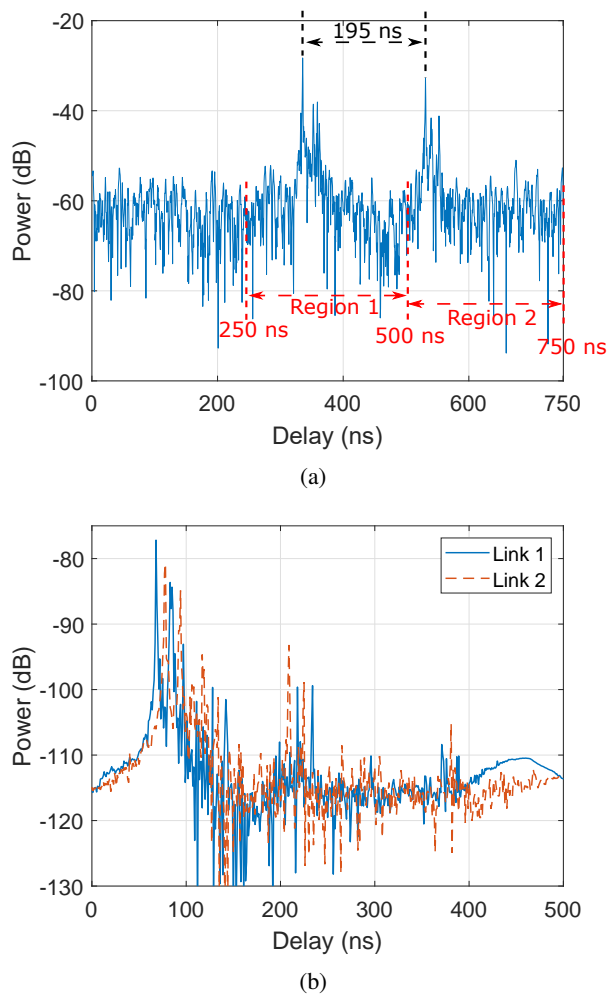 195 ns
-20
-40
-60
-80
-100
Power (dB)
Region 1
Region 2
250 ns
500 ns
750 ns
0
200
400
600
750
Delay (ns)
(a)
Link 1
Link 2
-80
-90
-100
-110
-120
-130
Power (dB)
0
100
200
300
400
500
Delay (ns)
(b)